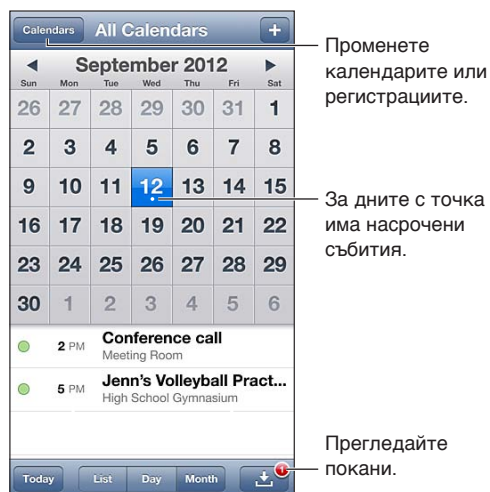 Calendars All Calendars +
September 2012
Sun Mon Tue Wed Thu Fri Sat
26 27 28 29 30 31 1
2 3 4 5 6 7 8
9 10 11 12 13 14 15
16 17 18 19 20 21 22
23 24 25 26 27 28 29
30 1 2 3 4 5 6
2 PM Conference call
Meeting Room
5 PM Jenn's Volleyball Pract...
High School Gymnasium
Today List Day Month 1
Променете
календарите или
регистрациите.
За дните с точка
има насрочени
събития.
Прегледайте
покани.